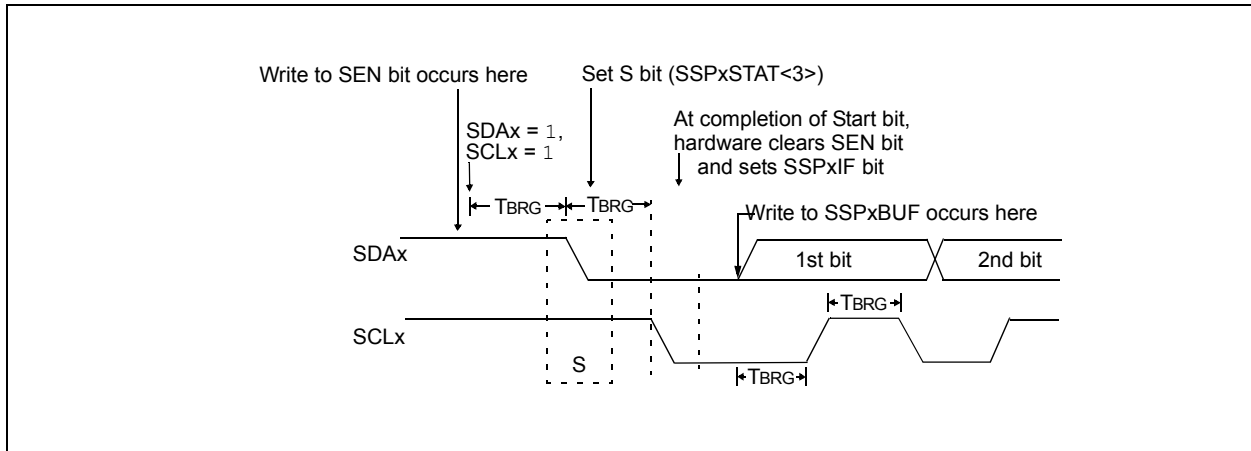 Write to SEN bit occurs here
Set S bit (SSPxSTAT<3>)
At completion of Start bit,
hardware clears SEN bit
and sets SSPxIF bit
SDAx = 1,
SCLx = 1
TBRG
TBRG
Write to SSPxBUF occurs here
SDAx
1st bit
2nd bit
TBRG
SCLx
S
TBRG